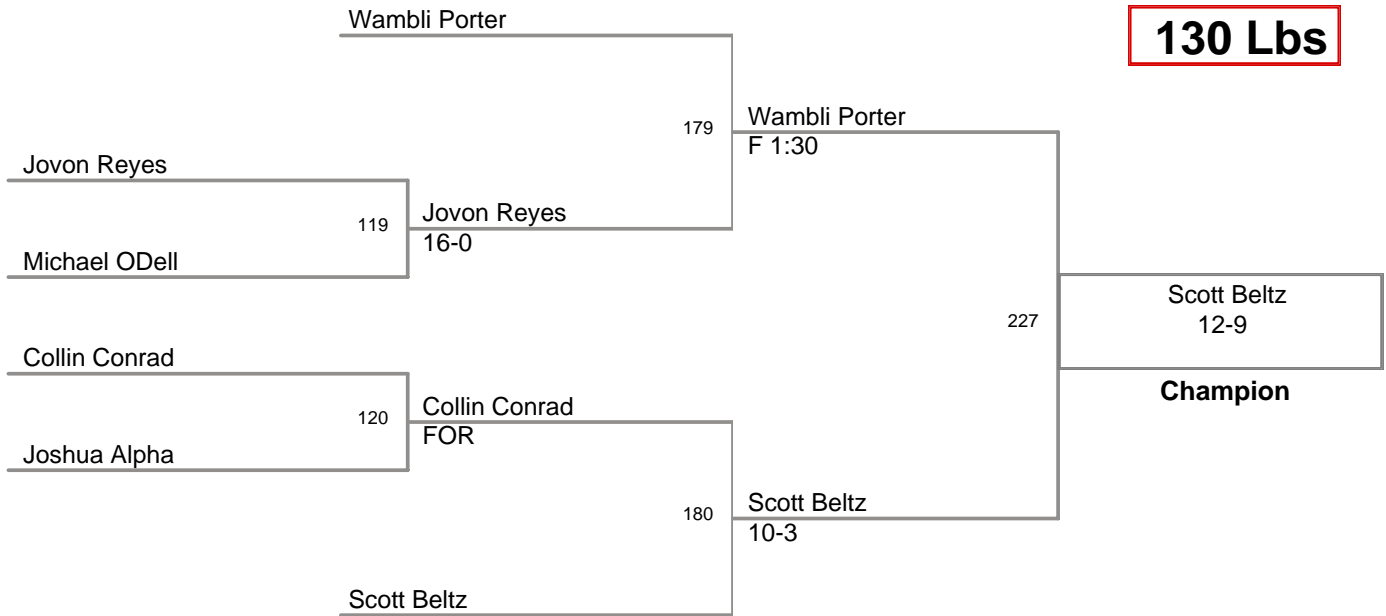 Wambli Porter
130 Lbs
179
Wambli Porter
F 1:30
Jovon Reyes
119
Jovon Reyes
16-0
Michael ODell
227
Scott Beltz
12-9
Champion
Collin Conrad
120
Collin Conrad
FOR
Joshua Alpha
180
Scott Beltz
10-3
Scott Beltz